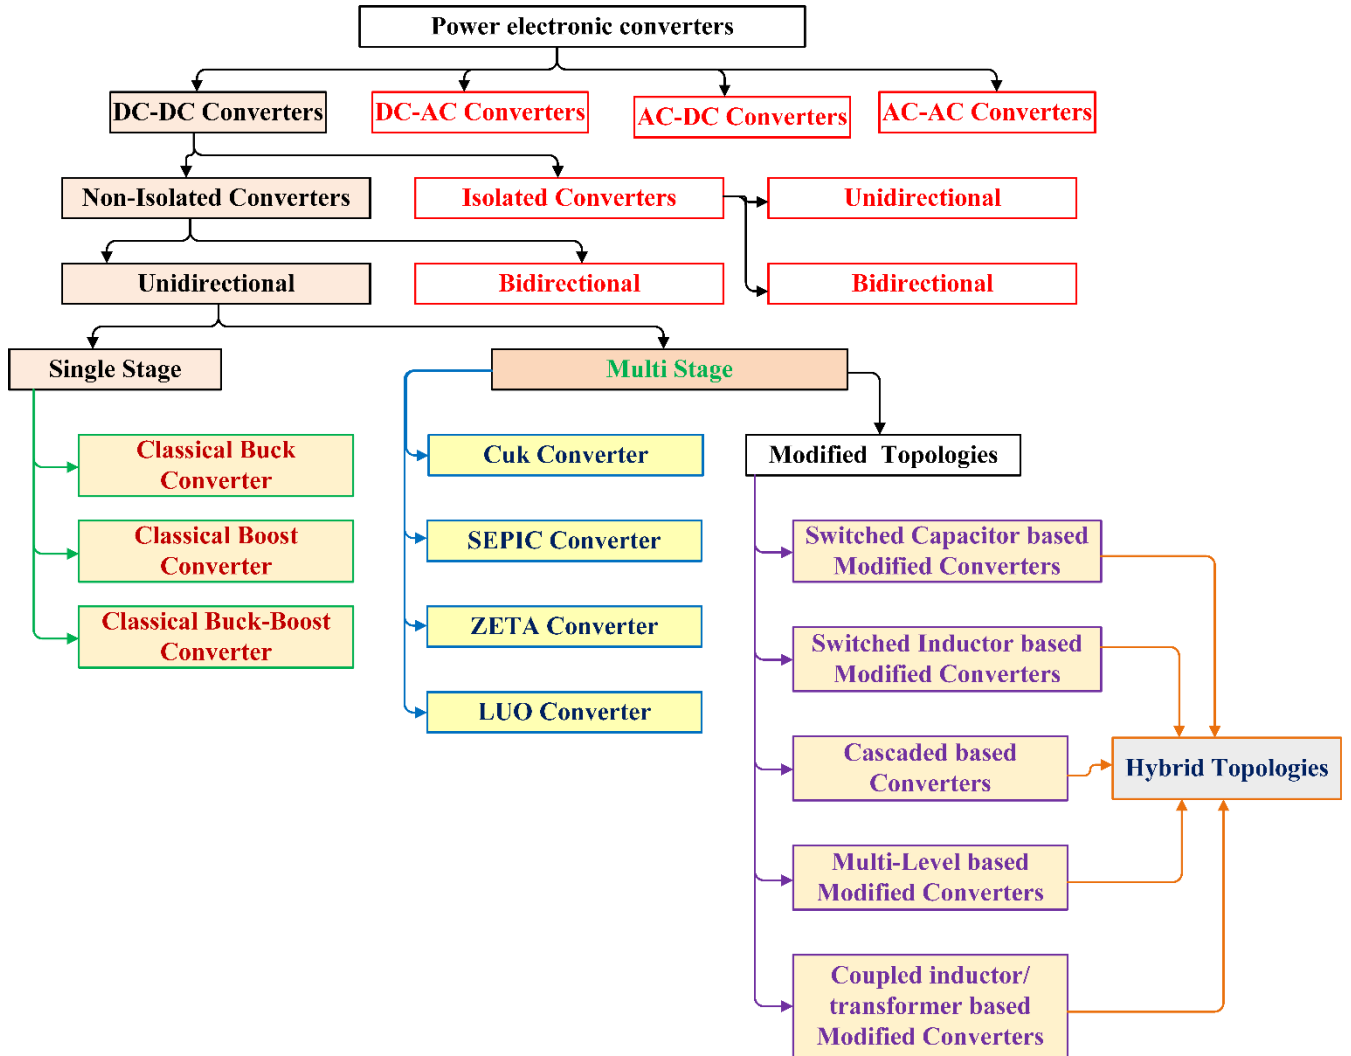 Power electronic converters
DC-DC Converters
DC-AC Converters
AC-DC Converters
AC-AC Converters
Non-Isolated Converters
Isolated Converters
Unidirectional
Unidirectional
Bidirectional
Bidirectional
Single Stage
Multi Stage
Classical Buck
Converter
Classical Boost
Converter
Classical Buck-Boost
Converter
Cuk Converter
SEPIC Converter
ZETA Converter
LUO Converter
Modified Topologies
Switched Capacitor based
Modified Converters
Switched Inductor based
Modified Converters
Cascaded based
Converters
Multi-Level based
Modified Converters
Coupled inductor/
transformer based
Modified Converters
Hybrid Topologies